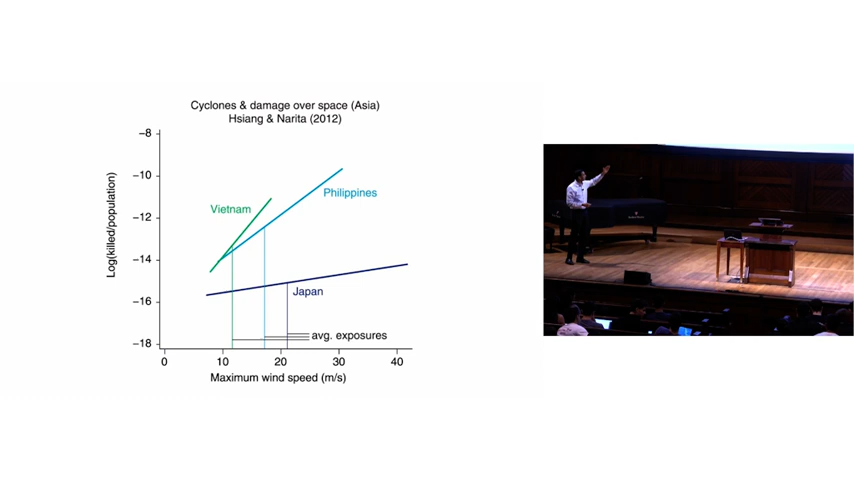 Cyclones & damage over space (Asia)
Hsiang & Narita (2012)
−8
−10
−12
−14
−16
−18
Log(killed/population)
Vietnam
Philippines
Japan
avg. exposures
0
10
20
30
40
Maximum wind speed (m/s)